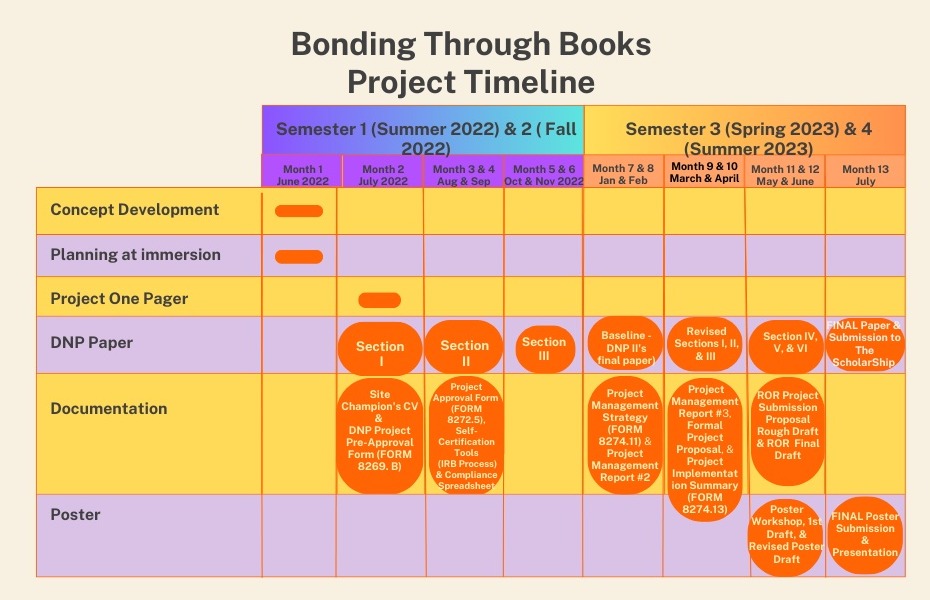 Bonding Through Books
Project Timeline
Semester 1 (Summer 2022) & 2 ( Fall
2022)
Semester 3 (Spring 2023) & 4
(Summer 2023)
Month 1
June 2022
Month 2
July 2022
Month 3 & 4
Aug & Sep
Month 5 & 6
Oct & Nov 2022
Month 7 & 8
Jan & Feb
Month 9 & 10
March & April
Month 11 & 12
May & June
Month 13
July
Concept Development
Planning at immersion
Project One Pager
DNP Paper
Section
I
Section
II
Section
III
Baseline -
DNP II's
final paper)
Revised
Sections I, II,
& III
Section IV,
V, & VI
FINAL Paper &
Submission to
The
ScholarShip
Documentation
Site
Champion's CV
&
DNP Project
Pre-Approval
Form (FORM
8269. B)
Project
Approval Form
(FORM
8272.5),
Self-
Certification
Tools
(IRB Process)
& Compliance
Spreadsheet
Project
Management
Strategy
(FORM
8274.11) &
Project
Management
Report #2
Project
Management
Report #3,
Formal
Project
Proposal, &
Project
Implementat
ion Summary
(FORM
8274.13)
ROR Project
Submission
Proposal
Rough Draft
& ROR Final
Draft
Poster
Poster
Workshop, 1st
Draft, &
Revised Poster
Draft
FINAL Poster
Submission
&
Presentation